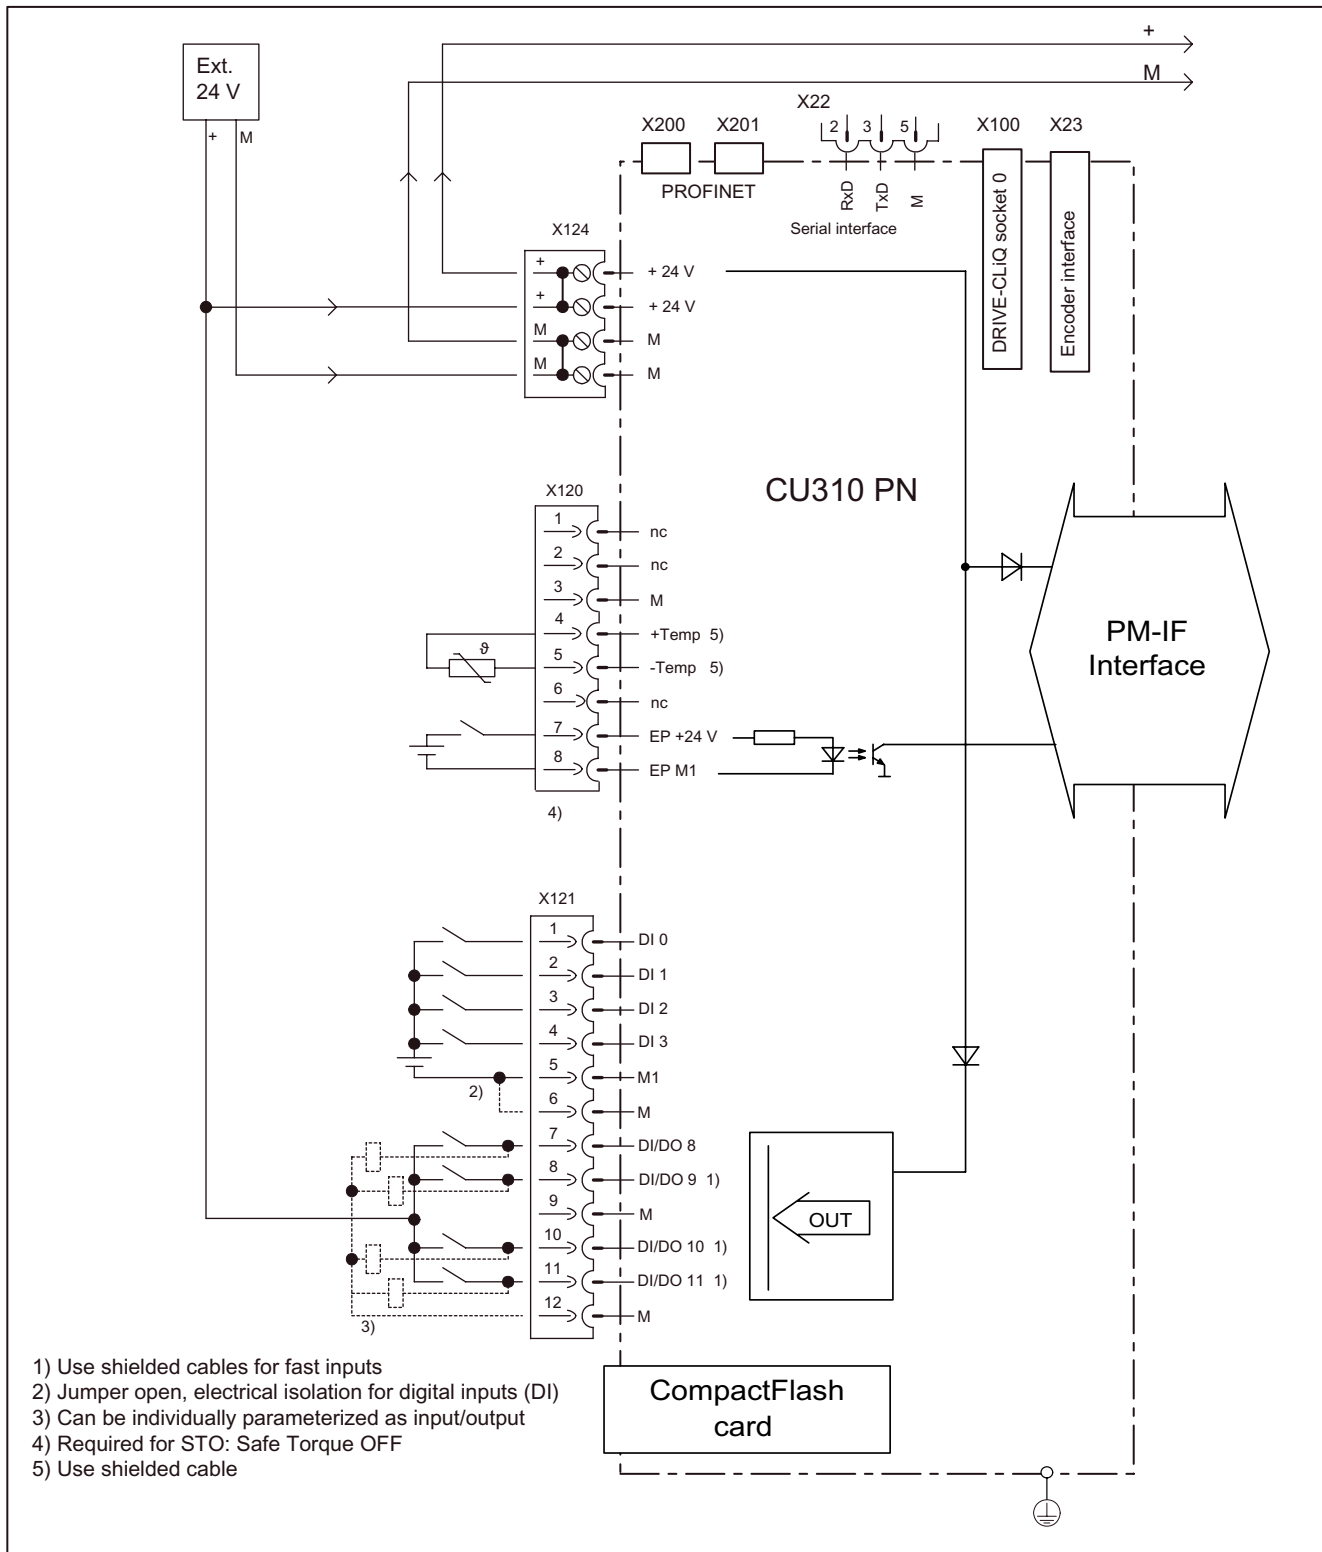 +
M
Ext.
24 V
+ M
X22
X200 X201 X100 X23
2 3 5
PROFINET
RxD
TxD
M
Serial interface
DRIVE-CLiQ socket 0
Encoder interface
X124
+ + 24 V
+ + 24 V
M M
M M
CU310 PN
X120
1 nc
2 nc
3 M
4 +Temp 5)
ϑ
5 -Temp 5)
6 nc
7 EP +24 V
8 EP M1
4)
PM-IF
Interface
X121
1 DI 0
2 DI 1
3 DI 2
4 DI 3
5 M1
2)
6 M
7 DI/DO 8
8 DI/DO 9 1)
9 M
10 DI/DO 10 1)
11 DI/DO 11 1)
12 M
3)
OUT
1) Use shielded cables for fast inputs
2) Jumper open, electrical isolation for digital inputs (DI)
3) Can be individually parameterized as input/output
4) Required for STO: Safe Torque OFF
5) Use shielded cable
CompactFlash
card